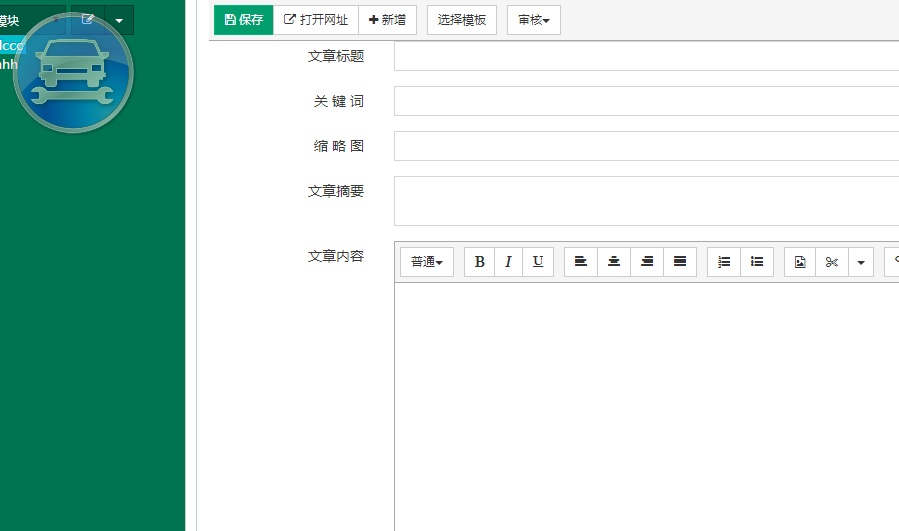 模块
保存 打开网址 新增 选择模板 审核
lccc
hhh
文章标题
关 键 词
缩 略 图
文章摘要
文章内容
普通 B I U